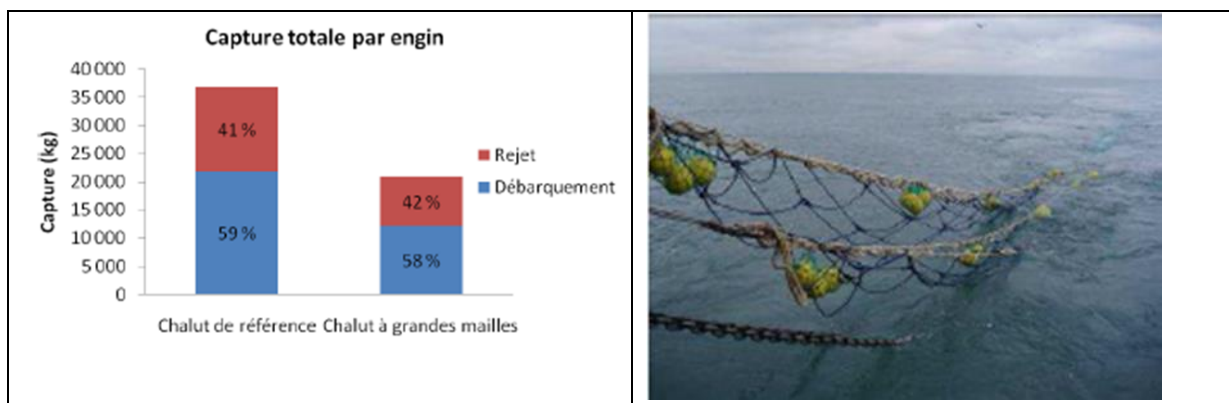 Capture totale par engin
40 000
35 000
30 000
25 000
20 000
15 000
10 000
5 000
0
Capture (kg)
41 %
59 %
42 %
58 %
Rejet
Débarquement
Chalut de référence Chalut à grandes mailles